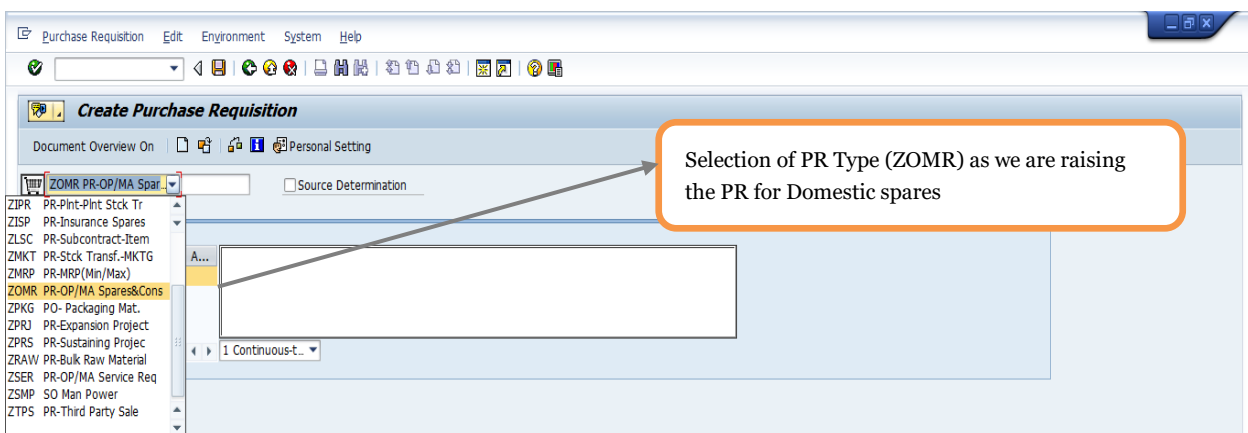 Purchase Requisition Edit Environment System Help
Create Purchase Requisition
Document Overview On Personal Setting
Selection of PR Type (ZOMR) as we are raising
the PR for Domestic spares
ZOMR PR-OP/MA Spar.. Source Determination
ZIPR PR-Plnt-Plnt Stck Tr
ZISP PR-Insurance Spares
ZLSC PR-Subcontract-Item
ZMKT PR-Stck Transf.-MKTG A...
ZMRP PR-MRP(Min/Max)
ZOMR PR-OP/MA Spares&Cons
ZPKG PO- Packaging Mat.
ZPRJ PR-Expansion Project
ZPRS PR-Sustaining Projec
1 Continuous-t..
ZRAW PR-Bulk Raw Material
ZSER PR-OP/MA Service Req
ZSMP SO Man Power
ZTPS PR-Third Party Sale